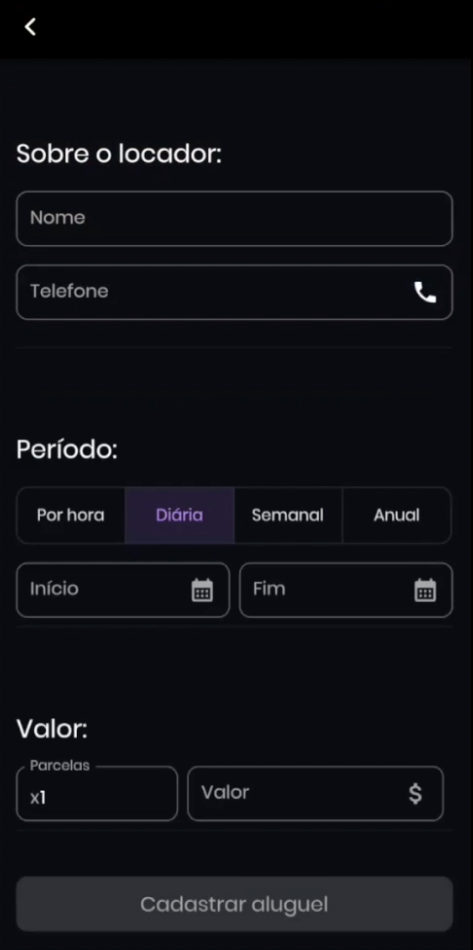 Sobre o locador:
Nome
Telefone
Período:
Por hora Diária Semanal Anual
Início Fim
Valor:
Parcelas
x1 Valor $
Cadastrar aluguel